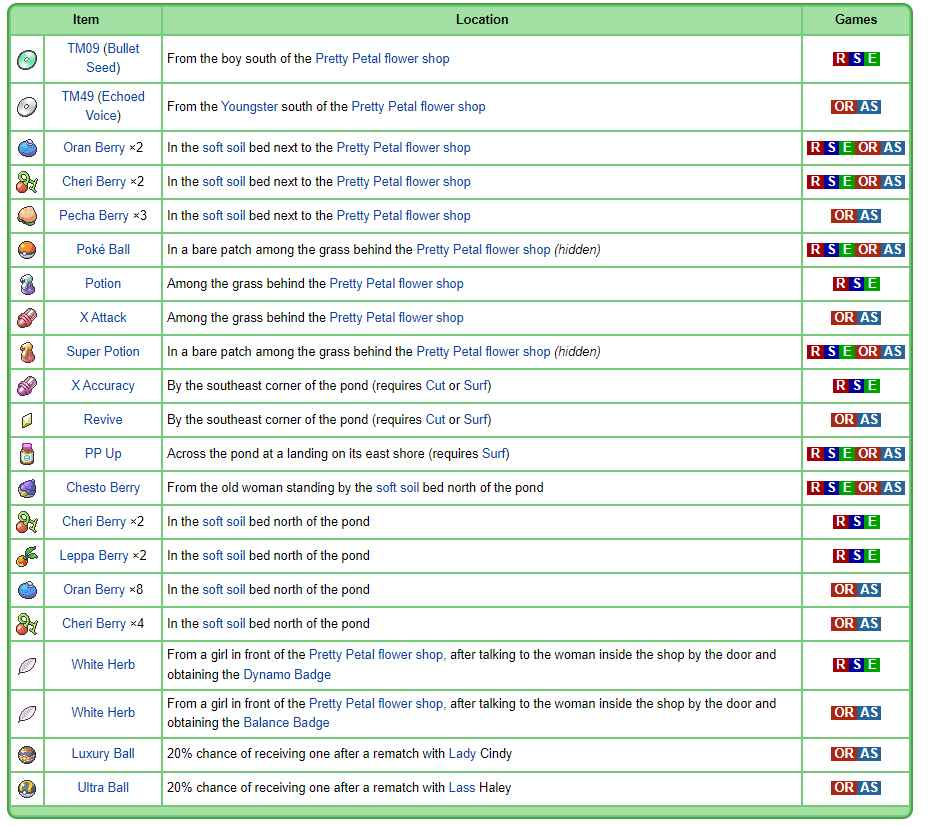 Item Location Games
TM09 (Bullet
Seed)
From the boy south of the Pretty Petal flower shop
R S E
TM49 (Echoed
Voice)
From the Youngster south of the Pretty Petal flower shop
OR AS
Oran Berry ×2 In the soft soil bed next to the Pretty Petal flower shop R S E OR AS
Cheri Berry ×2 In the soft soil bed next to the Pretty Petal flower shop R S E OR AS
Pecha Berry ×3 In the soft soil bed next to the Pretty Petal flower shop OR AS
Poké Ball In a bare patch among the grass behind the Pretty Petal flower shop (hidden) R S E OR AS
Potion Among the grass behind the Pretty Petal flower shop R S E
X Attack Among the grass behind the Pretty Petal flower shop OR AS
Super Potion In a bare patch among the grass behind the Pretty Petal flower shop (hidden) R S E OR AS
X Accuracy By the southeast corner of the pond (requires Cut or Surf) R S E
Revive By the southeast corner of the pond (requires Cut or Surf) OR AS
PP Up Across the pond at a landing on its east shore (requires Surf) R S E OR AS
Chesto Berry From the old woman standing by the soft soil bed north of the pond R S E OR AS
Cheri Berry ×2 In the soft soil bed north of the pond R S E
Leppa Berry ×2 In the soft soil bed north of the pond R S E
Oran Berry ×8 In the soft soil bed north of the pond OR AS
Cheri Berry ×4 In the soft soil bed north of the pond OR AS
White Herb
From a girl in front of the Pretty Petal flower shop, after talking to the woman inside the shop by the door and
obtaining the Dynamo Badge
R S E
White Herb
From a girl in front of the Pretty Petal flower shop, after talking to the woman inside the shop by the door and
obtaining the Balance Badge
OR AS
Luxury Ball 20% chance of receiving one after a rematch with Lady Cindy OR AS
Ultra Ball 20% chance of receiving one after a rematch with Lass Haley OR AS